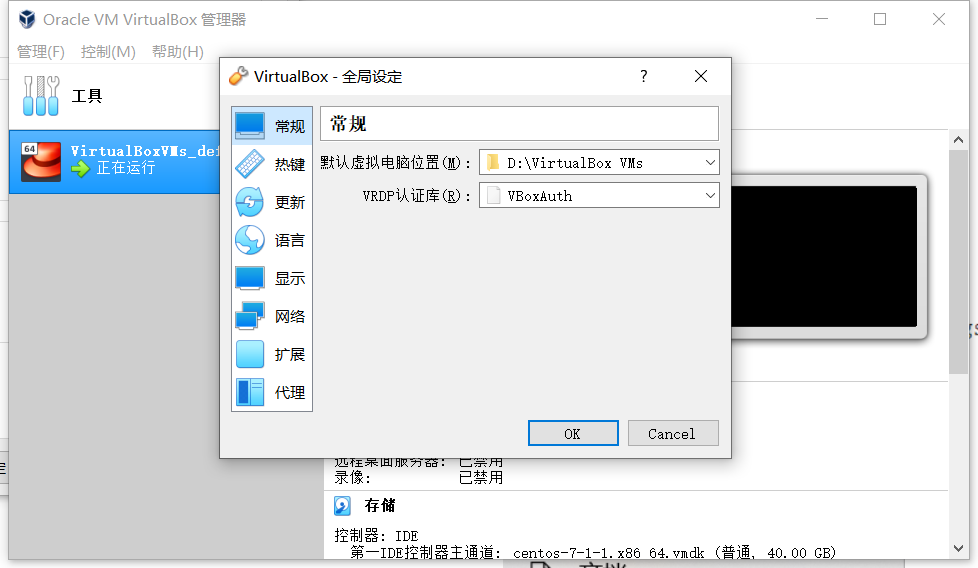 Oracle VM VirtualBox 管理器
管理(F) 控制(M) 帮助(H)
工具
64
VirtualBoxVMs_def
正在运行
VirtualBox - 全局设定
?
常规
热键
更新
语言
显示
网络
扩展
代理
常规
默认虚拟电脑位置(M)： D:\VirtualBox VMs
VRDP认证库(R)： VBoxAuth
OK Cancel
远程桌面服务器： 已禁用
录像： 已禁用
存储
控制器: IDE
第一IDE控制器主通道: centos-7-1-1.x86_64.vmdk (普通, 40.00 GB)